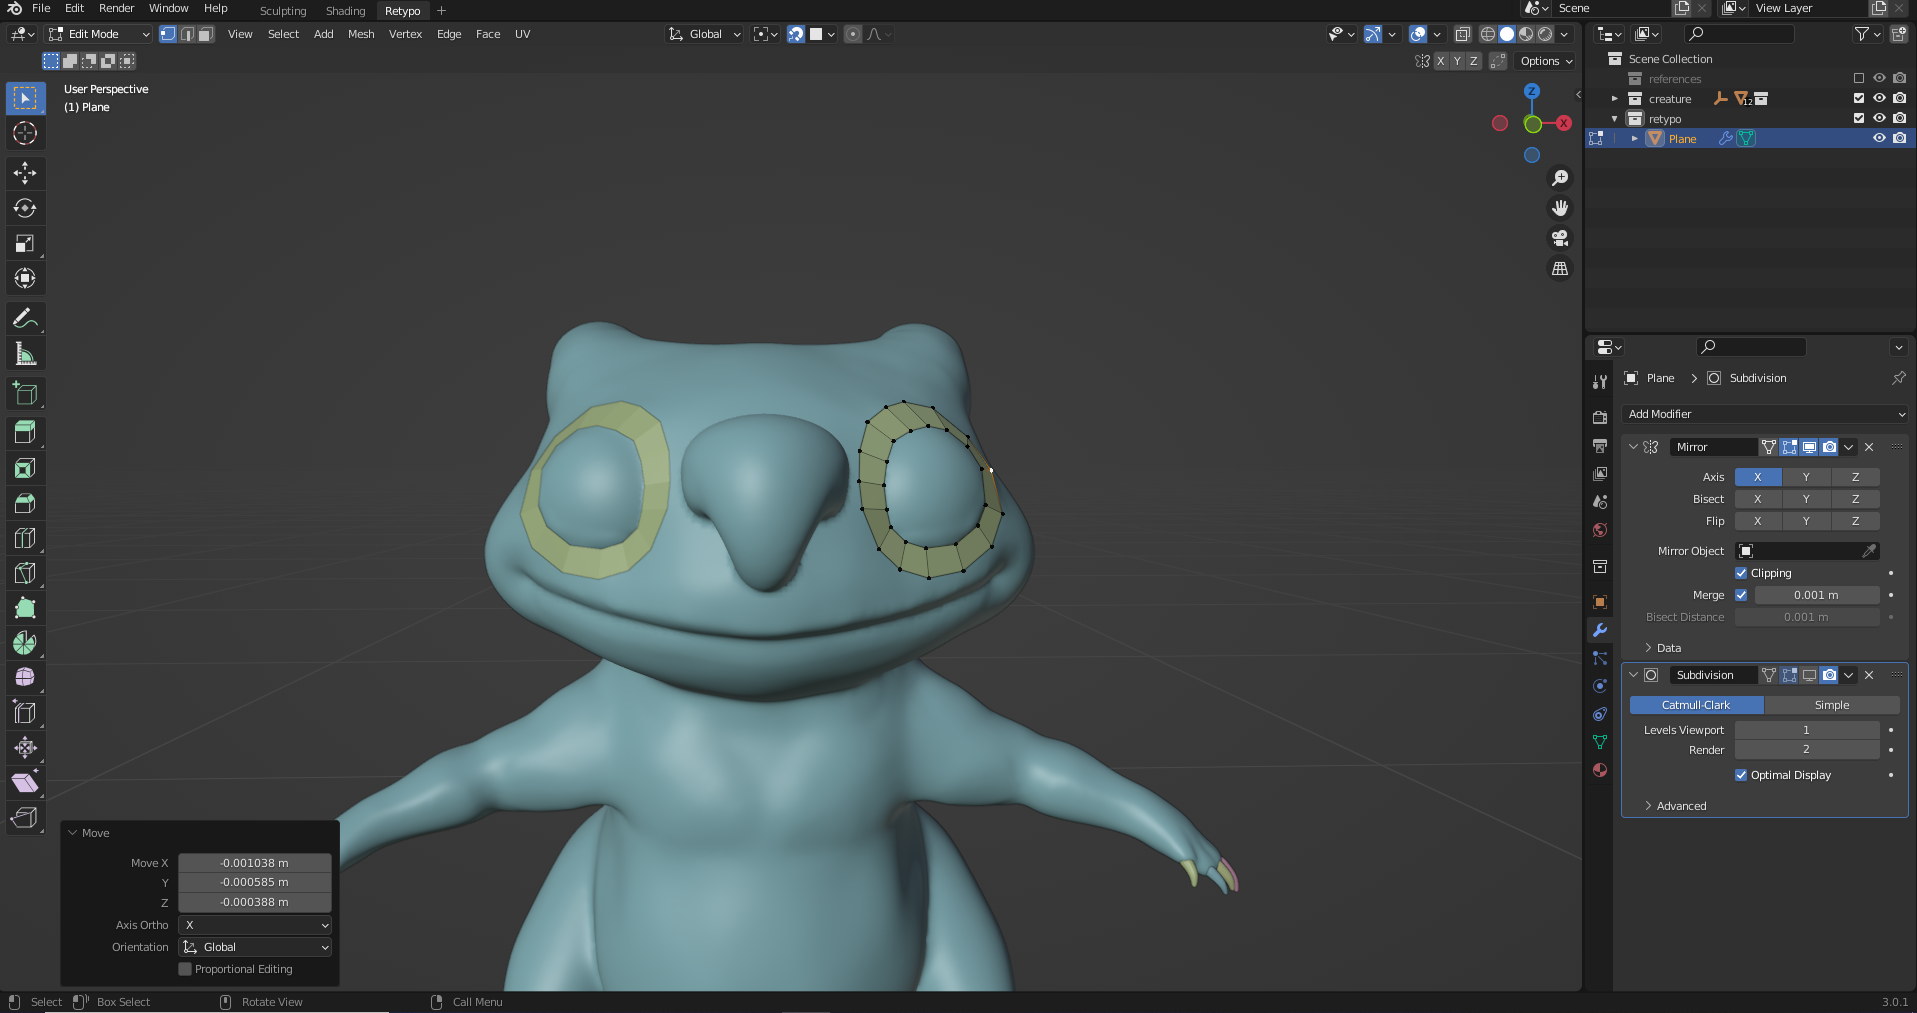 File Edit Render Window Help Sculpting Shading Retypo + Scene View Layer
Edit Mode View Select Add Mesh Vertex Edge Face UV Global
X Y Z Options
User Perspective
(1) Plane
Z
X
Scene Collection
references
creature 12
retypo
Plane
Plane > Subdivision
Add Modifier
Mirror
Axis X Y Z
Bisect X Y Z
Flip X Y Z
Mirror Object
Clipping
Merge 0.001 m
Bisect Distance 0.001 m
Data
Subdivision
Catmull-Clark Simple
Levels Viewport 1
Render 2
Optimal Display
Advanced
Move
Move X -0.001038 m
Y -0.000585 m
Z -0.000388 m
Axis Ortho X
Orientation Global
Proportional Editing
Select Box Select Rotate View Call Menu 3.0.1